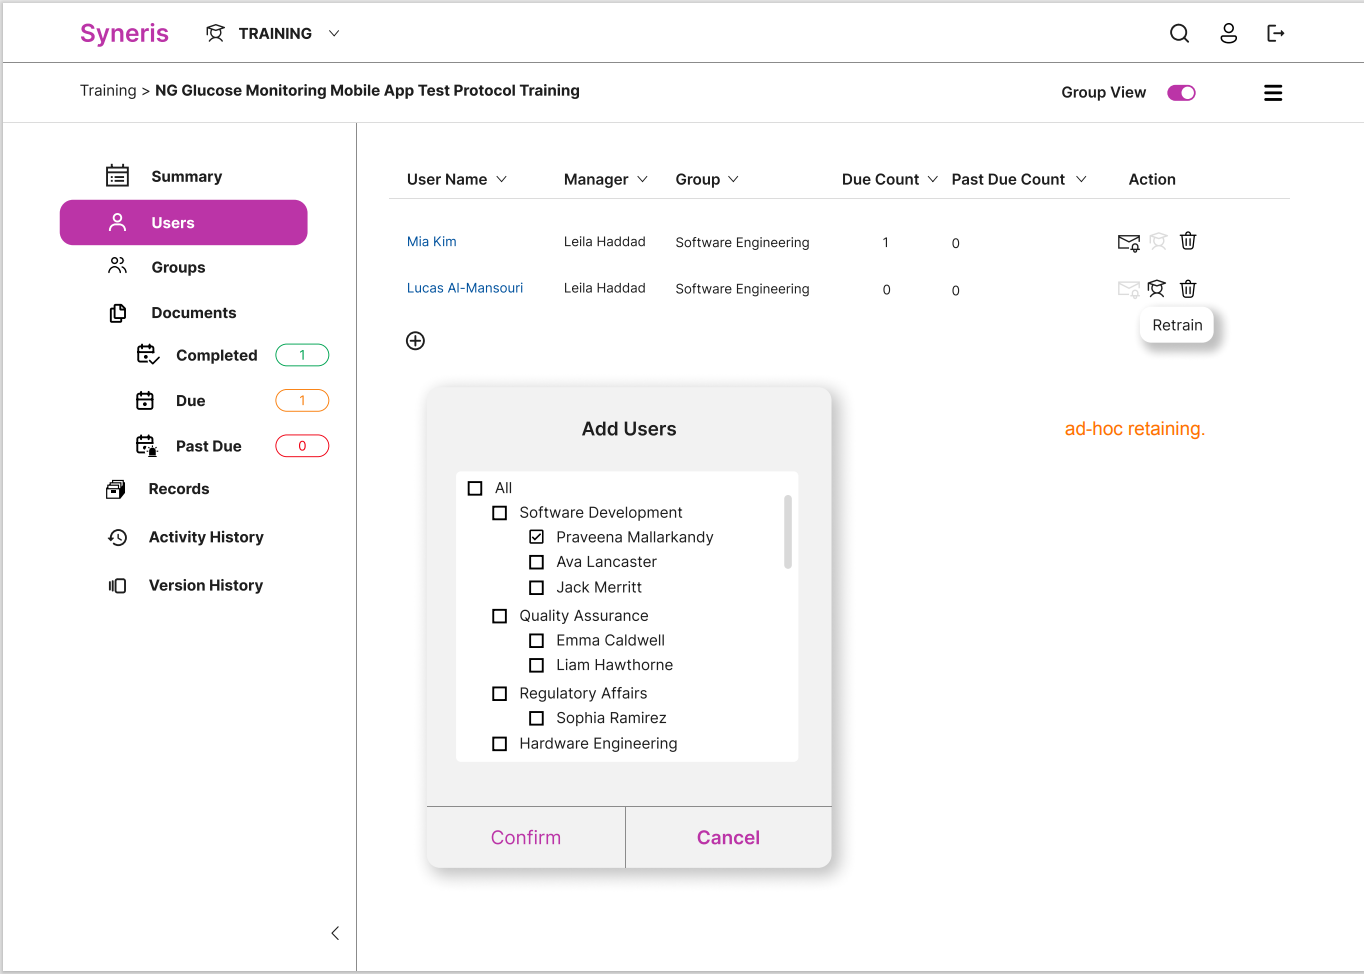 Syneris
TRAINING
Training > NG Glucose Monitoring Mobile App Test Protocol Training
Group View
Summary
Users
Groups
Documents
Completed 1
Due 1
Past Due 0
Records
Activity History
Version History
User Name Manager Group Due Count Past Due Count Action
Mia Kim Leila Haddad Software Engineering 1 0
Lucas Al-Mansouri Leila Haddad Software Engineering 0 0
Retrain
ad-hoc retaining.
Add Users
All
Software Development
Praveena Mallarkandy
Ava Lancaster
Jack Merritt
Quality Assurance
Emma Caldwell
Liam Hawthorne
Regulatory Affairs
Sophia Ramirez
Hardware Engineering
Confirm Cancel